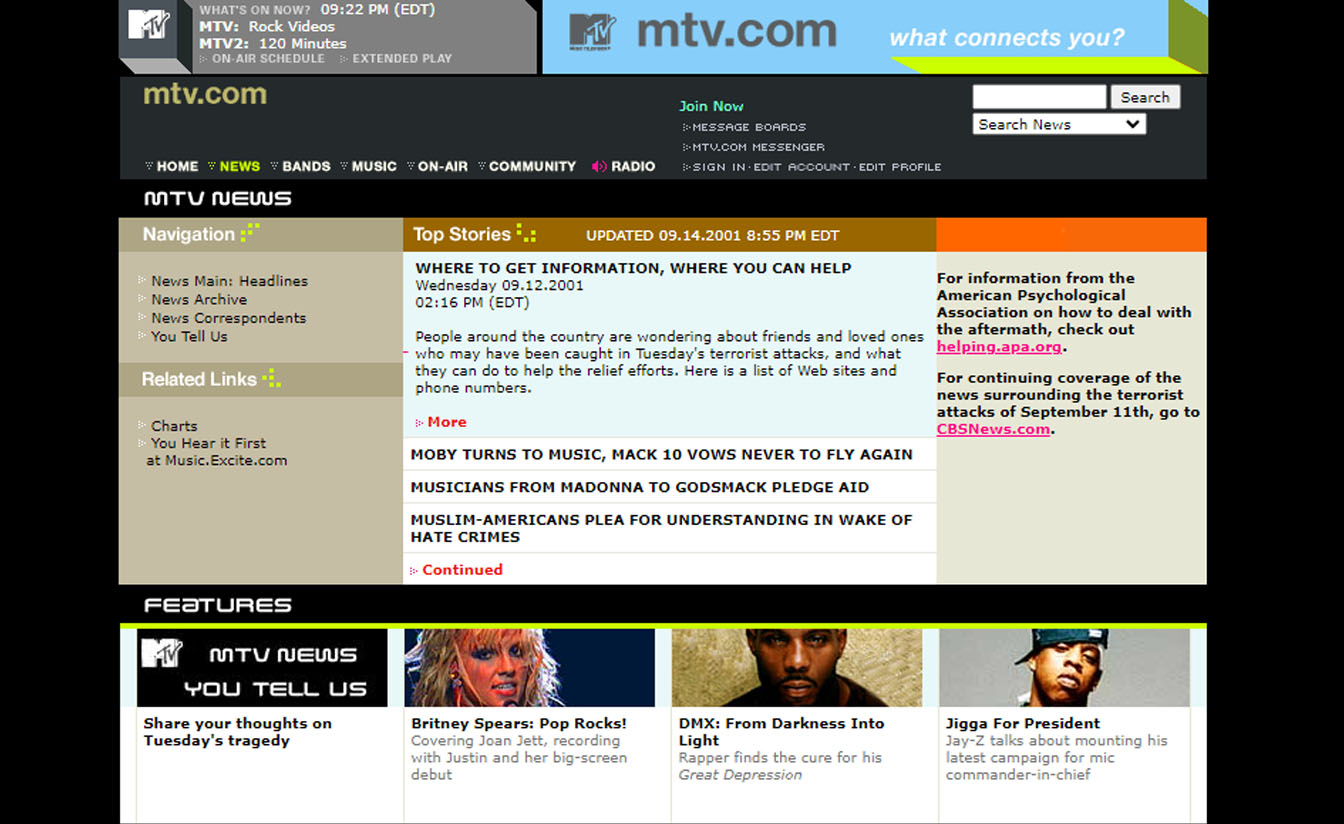 MTV
WHAT'S ON NOW? 09:22 PM (EDT)
MTV: Rock Videos
MTV2: 120 Minutes
ON-AIR SCHEDULE EXTENDED PLAY
MTV
MUSIC TELEVISION
mtv.com
what connects you?
mtv.com
Join Now
MESSAGE BOARDS
MTV.COM MESSENGER
SIGN IN·EDIT ACCOUNT·EDIT PROFILE
Search
Search News
HOME NEWS BANDS MUSIC ON-AIR COMMUNITY RADIO
MTV NEWS
Navigation
News Main: Headlines
News Archive
News Correspondents
You Tell Us
Related Links
Charts
You Hear it First
at Music.Excite.com
Top Stories UPDATED 09.14.2001 8:55 PM EDT
WHERE TO GET INFORMATION, WHERE YOU CAN HELP
Wednesday 09.12.2001
02:16 PM (EDT)
People around the country are wondering about friends and loved ones
who may have been caught in Tuesday's terrorist attacks, and what
they can do to help the relief efforts. Here is a list of Web sites and
phone numbers.
More
MOBY TURNS TO MUSIC, MACK 10 VOWS NEVER TO FLY AGAIN
MUSICIANS FROM MADONNA TO GODSMACK PLEDGE AID
MUSLIM-AMERICANS PLEA FOR UNDERSTANDING IN WAKE OF
HATE CRIMES
Continued
For information from the
American Psychological
Association on how to deal with
the aftermath, check out
helping.apa.org.
For continuing coverage of the
news surrounding the terrorist
attacks of September 11th, go to
CBSNews.com.
FEATURES
MTV
MTV NEWS
YOU TELL US
Share your thoughts on
Tuesday's tragedy
Britney Spears: Pop Rocks!
Covering Joan Jett, recording
with Justin and her big-screen
debut
DMX: From Darkness Into
Light
Rapper finds the cure for his
Great Depression
Jigga For President
Jay-Z talks about mounting his
latest campaign for mic
commander-in-chief